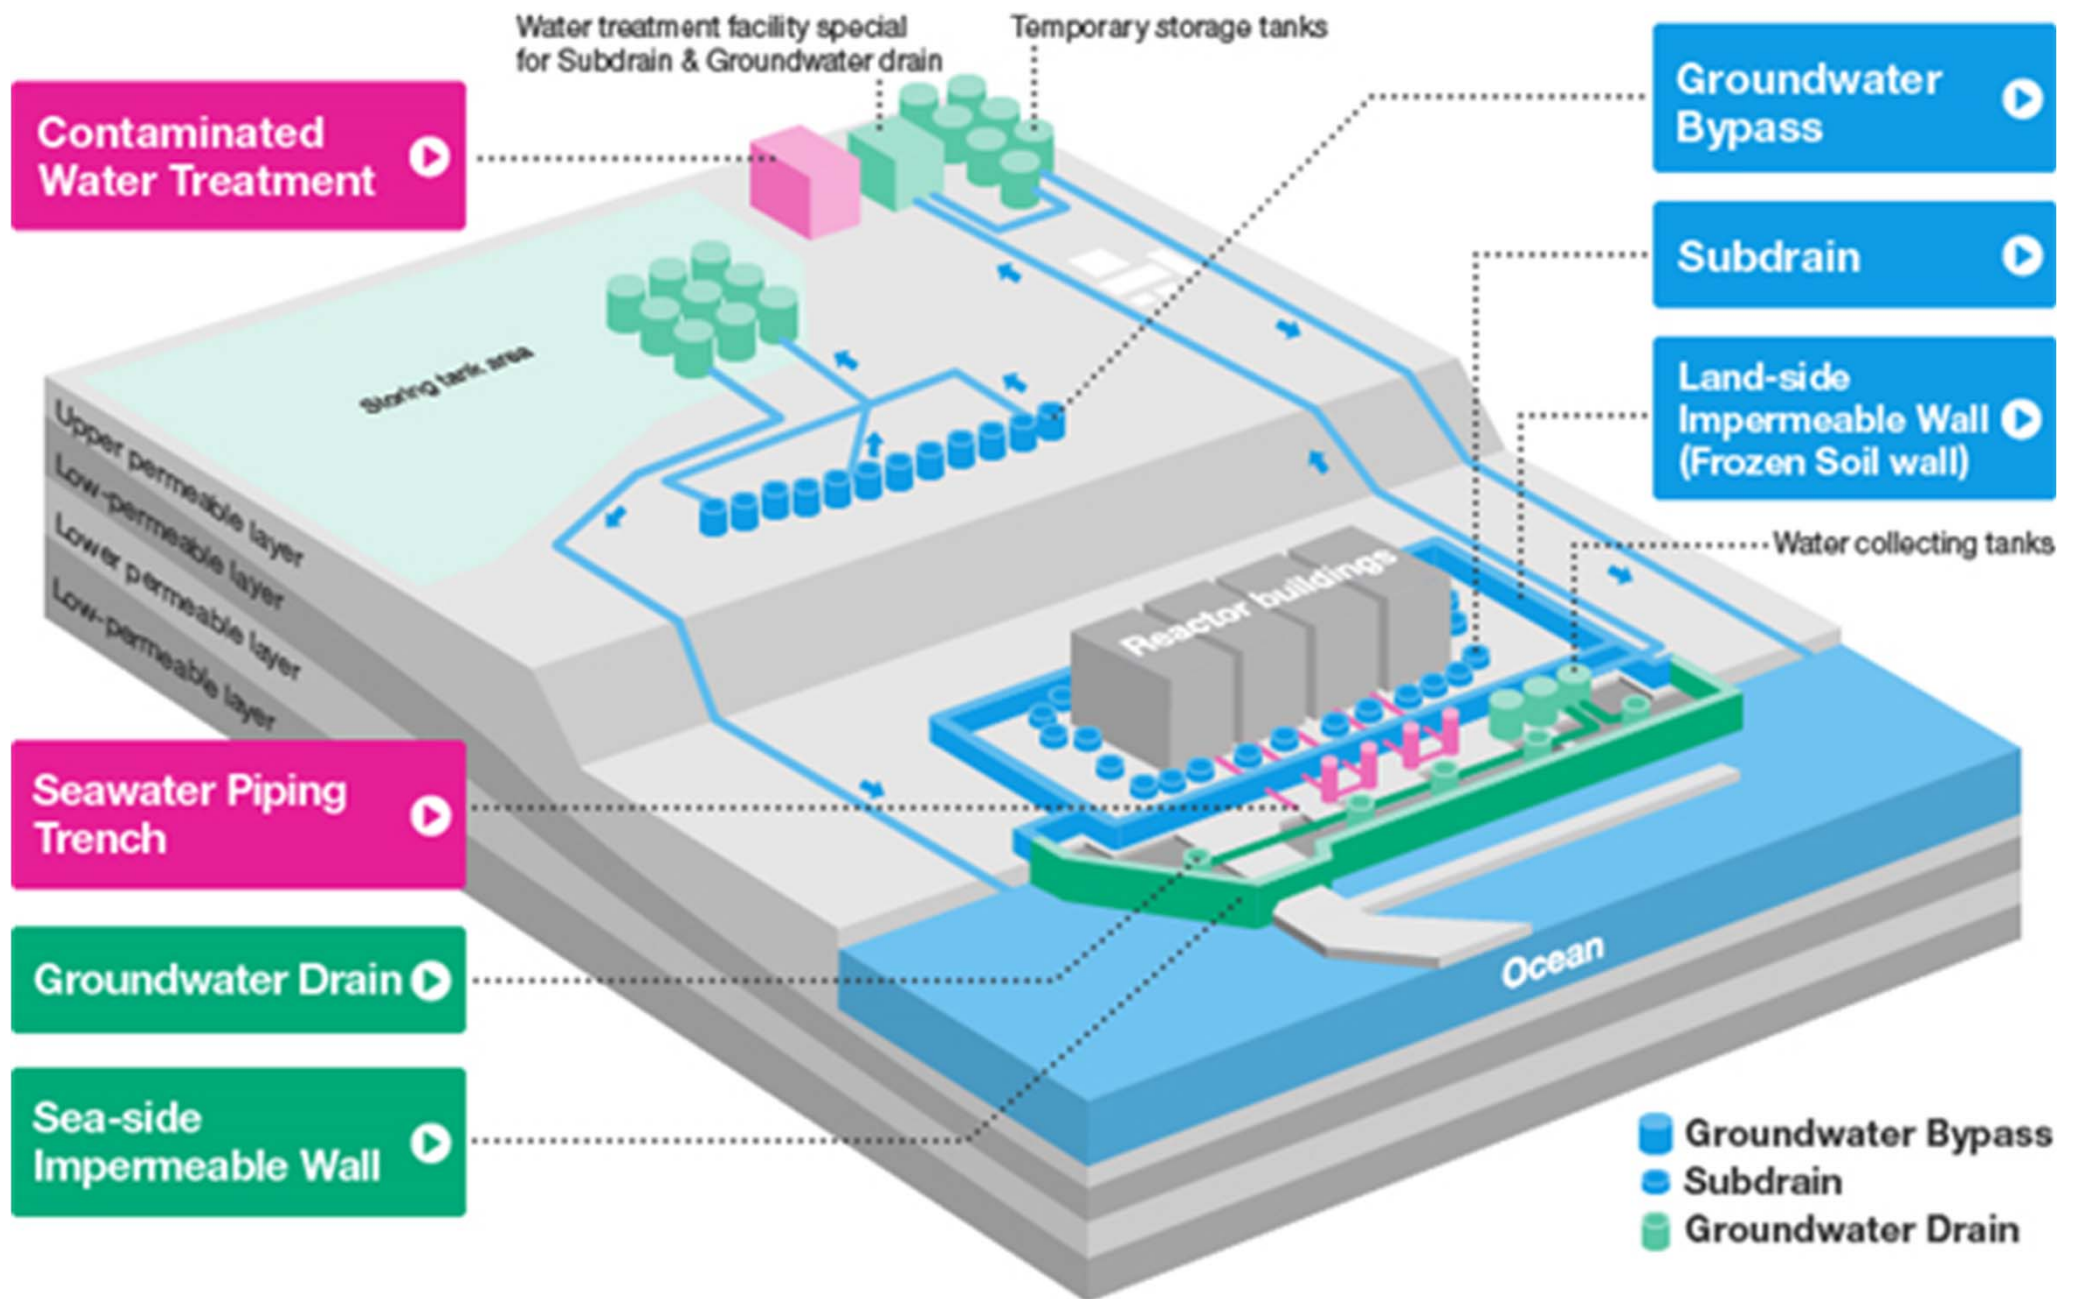 Water treatment facility special
for Subdrain & Groundwater drain
Temporary storage tanks
Contaminated
Water Treatment
Groundwater
Bypass
Subdrain
Land-side
Impermeable Wall
(Frozen Soil wall)
Water collecting tanks
Storing tank area
Upper permeable layer
Low-permeable layer
Lower permeable layer
Low-permeable layer
Reactor buildings
Seawater Piping
Trench
Groundwater Drain
Sea-side
Impermeable Wall
Ocean
Groundwater Bypass
Subdrain
Groundwater Drain